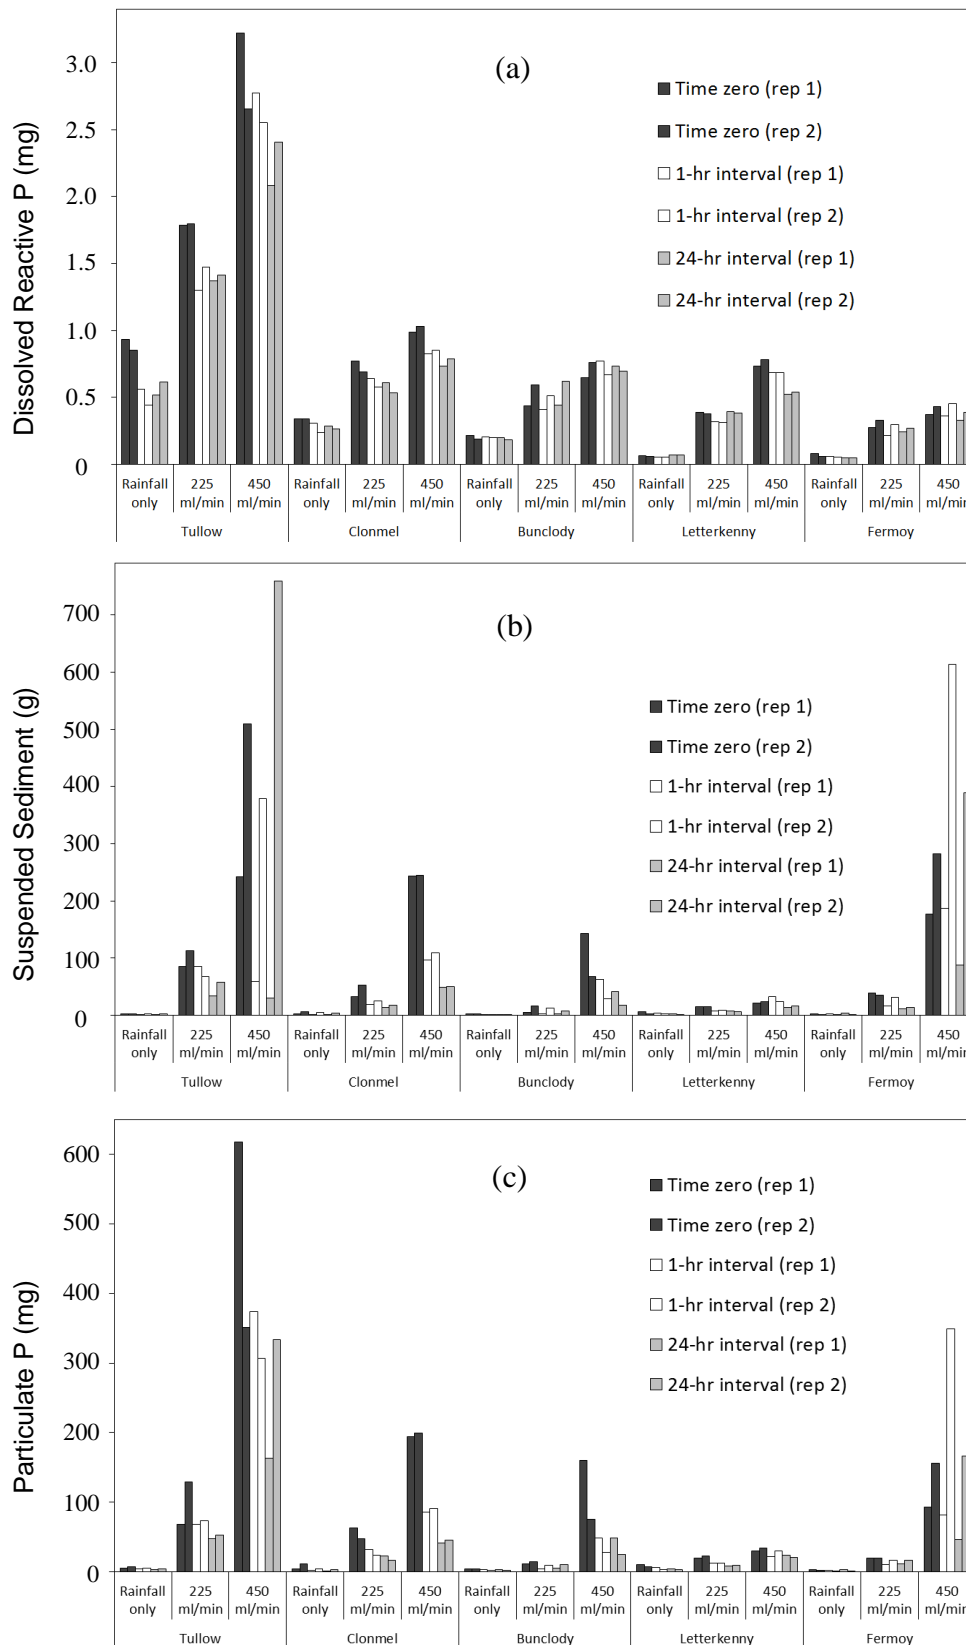 Dissolved Reactive P (mg)
(a)
3.0
2.5
2.0
1.5
1.0
0.5
0
Time zero (rep 1)
Time zero (rep 2)
1-hr interval (rep 1)
1-hr interval (rep 2)
24-hr interval (rep 1)
24-hr interval (rep 2)
Rainfall only 225 ml/min 450 ml/min Rainfall only 225 ml/min 450 ml/min Rainfall only 225 ml/min 450 ml/min Rainfall only 225 ml/min 450 ml/min Rainfall only 225 ml/min 450 ml/min
Tullow Clonmel Bunclody Letterkenny Fermoy
Suspended Sediment (g)
(b)
700
600
500
400
300
200
100
0
Time zero (rep 1)
Time zero (rep 2)
1-hr interval (rep 1)
1-hr interval (rep 2)
24-hr interval (rep 1)
24-hr interval (rep 2)
Rainfall only 225 ml/min 450 ml/min Rainfall only 225 ml/min 450 ml/min Rainfall only 225 ml/min 450 ml/min Rainfall only 225 ml/min 450 ml/min Rainfall only 225 ml/min 450 ml/min
Tullow Clonmel Bunclody Letterkenny Fermoy
Particulate P (mg)
(c)
600
500
400
300
200
100
0
Time zero (rep 1)
Time zero (rep 2)
1-hr interval (rep 1)
1-hr interval (rep 2)
24-hr interval (rep 1)
24-hr interval (rep 2)
Rainfall only 225 ml/min 450 ml/min Rainfall only 225 ml/min 450 ml/min Rainfall only 225 ml/min 450 ml/min Rainfall only 225 ml/min 450 ml/min Rainfall only 225 ml/min 450 ml/min
Tullow Clonmel Bunclody Letterkenny Fermoy